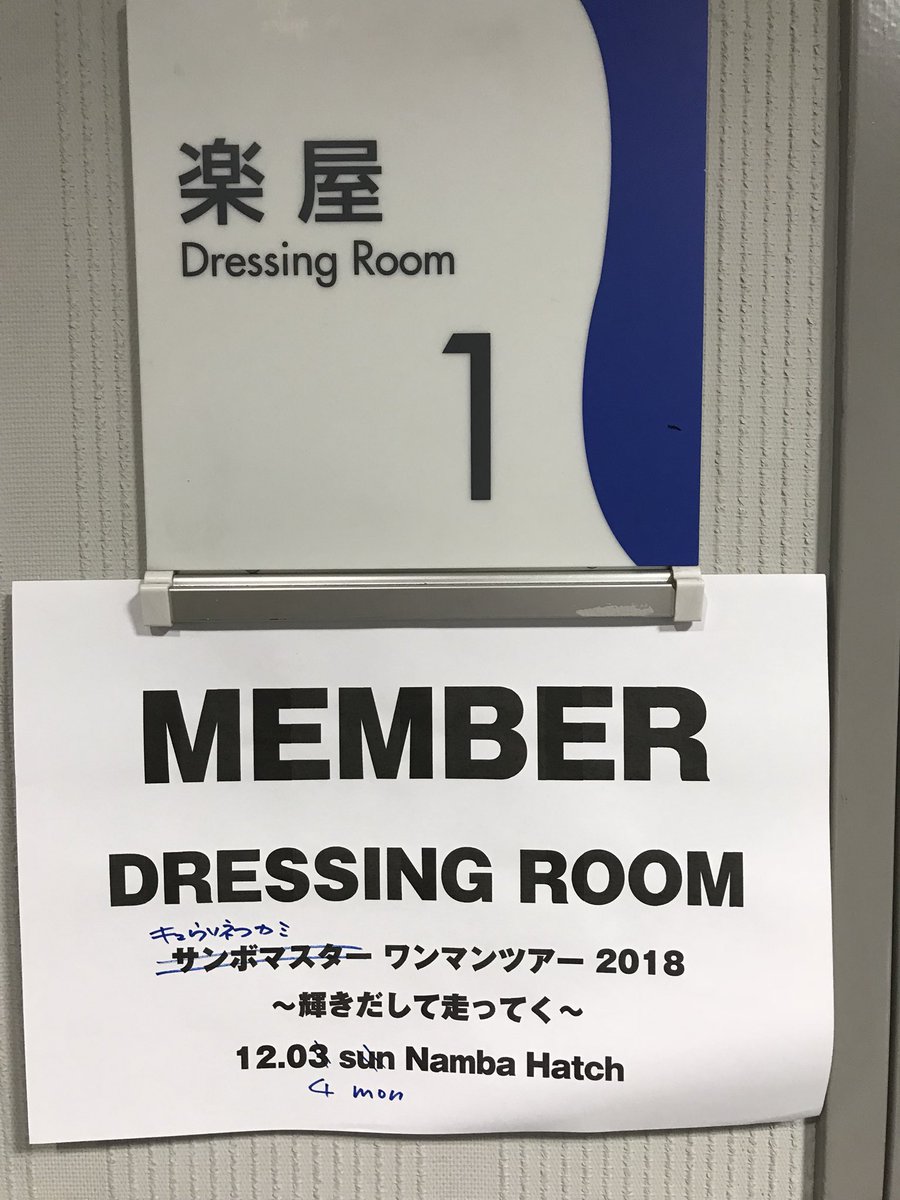 楽屋
Dressing Room
1
MEMBER
DRESSING ROOM
キュウソネコカミ
サンボマスター ワンマンツアー 2018
～輝きだして走ってく～
12.03 sun Namba Hatch
4 mon